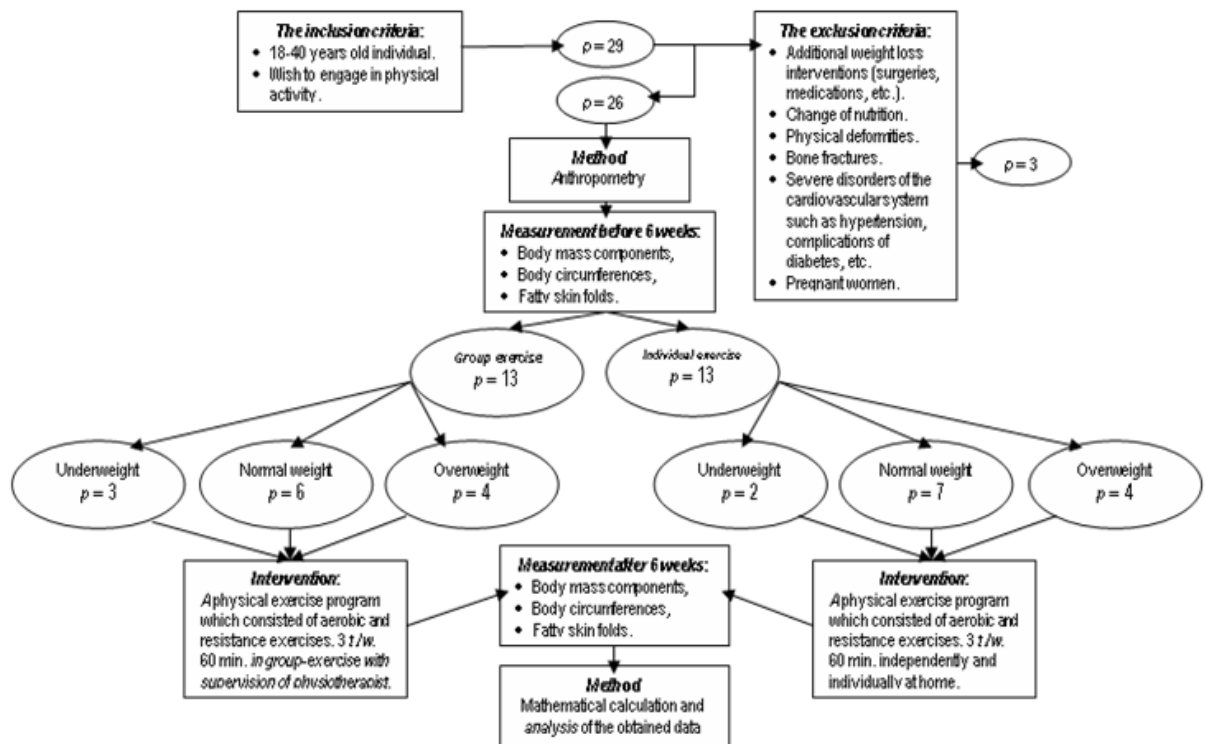 The inclusion criteria:
• 18-40 years old individual.
• Wish to engage in physical
activity.
ρ = 29
ρ = 26
The exclusion criteria:
• Additional weight loss
interventions (surgeries,
medications, etc.).
• Change of nutrition.
• Physical deformities.
• Bone fractures.
• Severe disorders of the
cardiovascular system
such as hypertension,
complications of
diabetes, etc.
• Pregnant women.
ρ = 3
Method
Anthropometry
Measurement before 6 weeks:
• Body mass components,
• Body circumferences,
• Fatty skin folds.
Group exercise
p = 13
Individual exercise
p = 13
Underweight
p = 3
Normal weight
p = 6
Overweight
p = 4
Underweight
p = 2
Normal weight
p = 7
Overweight
p = 4
Intervention:
A physical exercise program
which consisted of aerobic and
resistance exercises. 3 t./w.
60 min. in group-exercise with
supervision of physiotherapist.
Measurement after 6 weeks:
• Body mass components,
• Body circumferences,
• Fatty skin folds.
Intervention:
A physical exercise program
which consisted of aerobic and
resistance exercises. 3 t./w.
60 min. independently and
individually at home.
Method
Mathematical calculation and
analysis of the obtained data